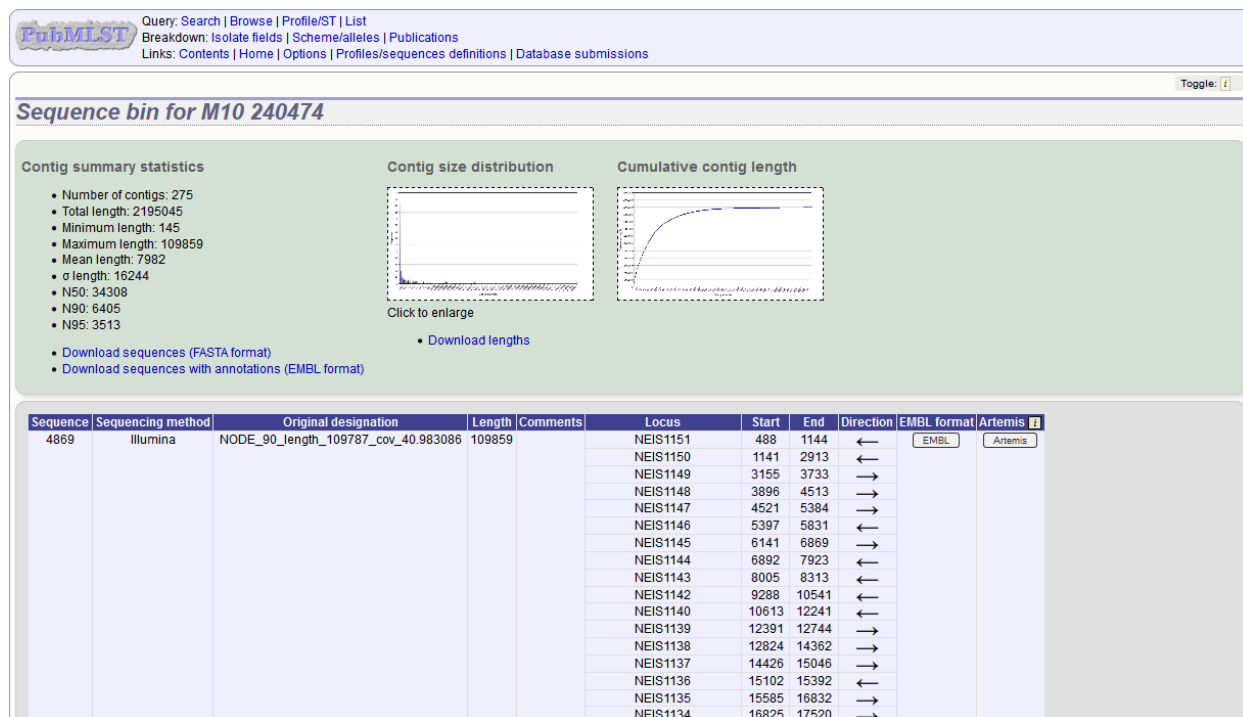 PubMLST
Query: Search | Browse | Profile/ST | List
Breakdown: Isolate fields | Scheme/alleles | Publications
Links: Contents | Home | Options | Profiles/sequences definitions | Database submissions
Toggle: i
Sequence bin for M10 240474
Contig summary statistics
• Number of contigs: 275
• Total length: 2195045
• Minimum length: 145
• Maximum length: 109859
• Mean length: 7982
• σ length: 16244
• N50: 34308
• N90: 6405
• N95: 3513
• Download sequences (FASTA format)
• Download sequences with annotations (EMBL format)
Contig size distribution
Click to enlarge
• Download lengths
Cumulative contig length
Sequence Sequencing method Original designation Length Comments Locus Start End Direction EMBL format Artemis i
4869 Illumina NODE_90_length_109787_cov_40.983086 109859 NEIS1151 488 1144 ← EMBL Artemis
NEIS1150 1141 2913 ←
NEIS1149 3155 3733 →
NEIS1148 3896 4513 →
NEIS1147 4521 5384 →
NEIS1146 5397 5831 ←
NEIS1145 6141 6869 →
NEIS1144 6892 7923 ←
NEIS1143 8005 8313 ←
NEIS1142 9288 10541 ←
NEIS1140 10613 12241 ←
NEIS1139 12391 12744 →
NEIS1138 12824 14362 →
NEIS1137 14426 15046 →
NEIS1136 15102 15392 ←
NEIS1135 15585 16832 →
NEIS1134 16825 17520 →